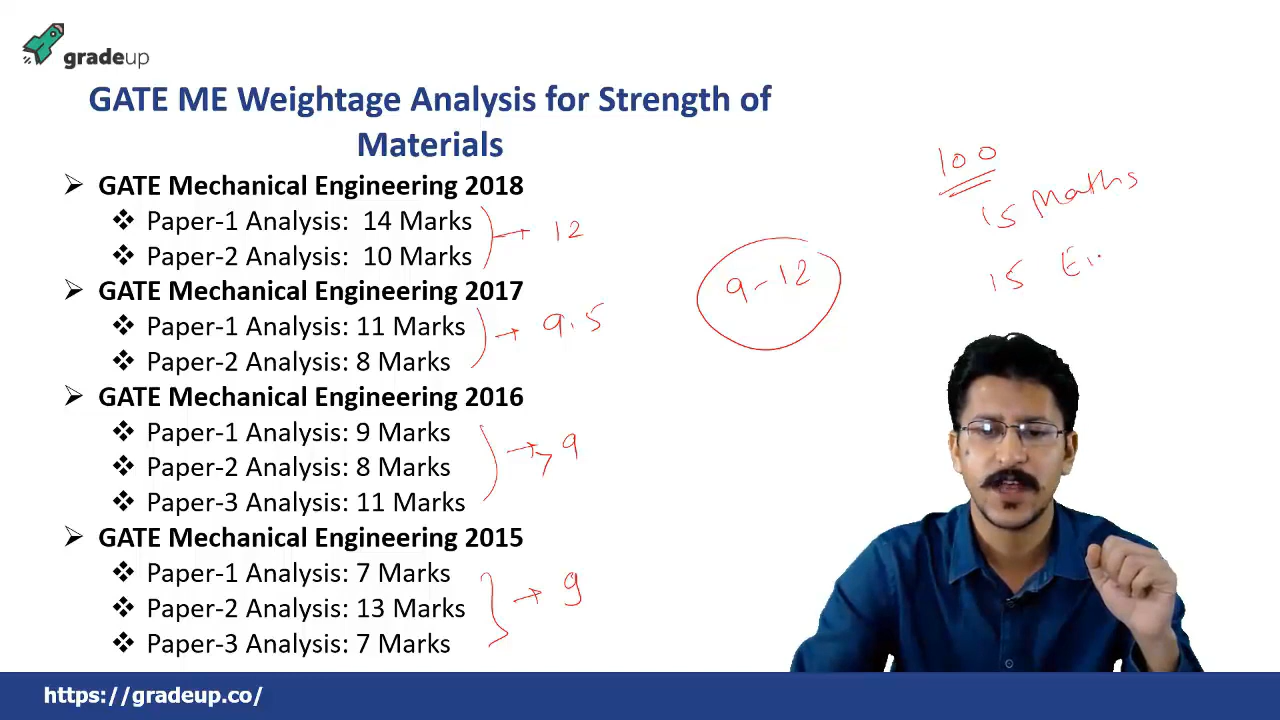 gradeup
GATE ME Weightage Analysis for Strength of
Materials
GATE Mechanical Engineering 2018
Paper-1 Analysis: 14 Marks
Paper-2 Analysis: 10 Marks
12
GATE Mechanical Engineering 2017
Paper-1 Analysis: 11 Marks
Paper-2 Analysis: 8 Marks
9.5
GATE Mechanical Engineering 2016
Paper-1 Analysis: 9 Marks
Paper-2 Analysis: 8 Marks
Paper-3 Analysis: 11 Marks
9
GATE Mechanical Engineering 2015
Paper-1 Analysis: 7 Marks
Paper-2 Analysis: 13 Marks
Paper-3 Analysis: 7 Marks
9
9-12
100
15 Maths
15
https://gradeup.co/